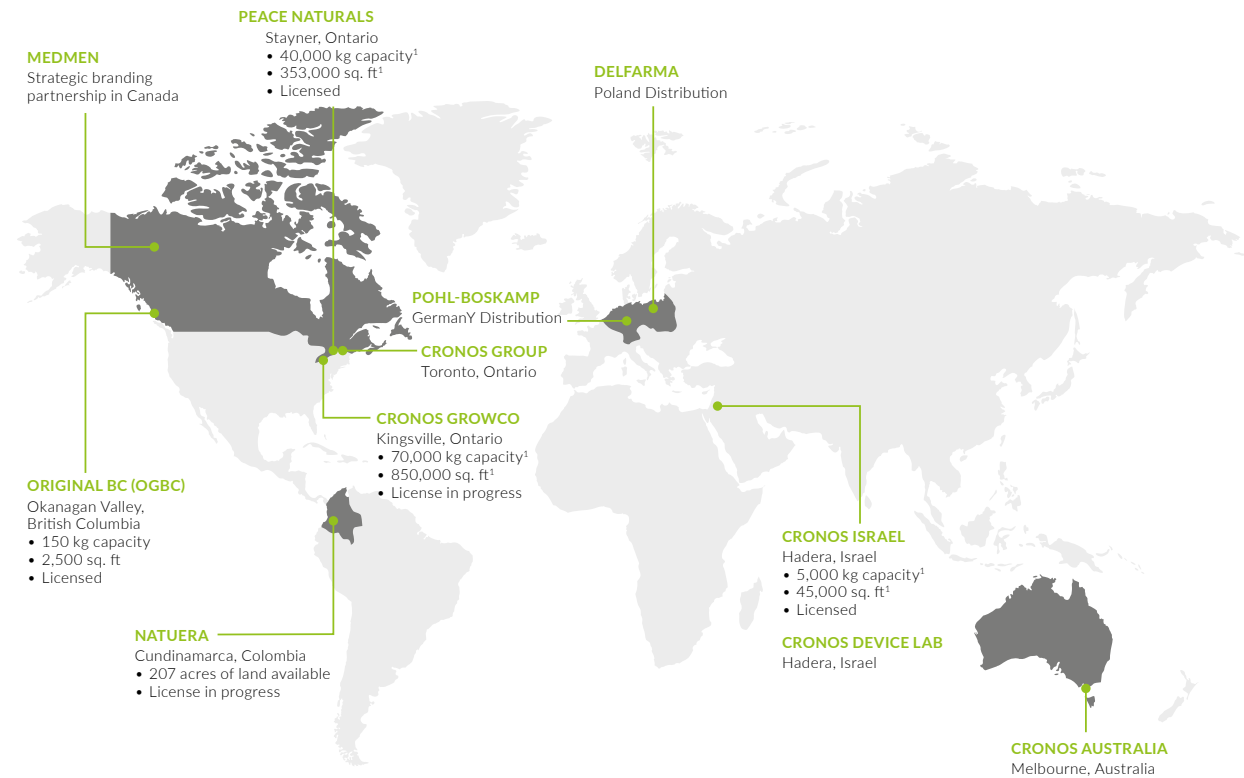 PEACE NATURALS
Stayner, Ontario
• 40,000 kg capacity¹
• 353,000 sq. ft¹
• Licensed
MEDMEN
Strategic branding
partnership in Canada
DELFARMA
Poland Distribution
POHL-BOSKAMP
GermanY Distribution
CRONOS GROUP
Toronto, Ontario
CRONOS GROWCO
Kingsville, Ontario
• 70,000 kg capacity¹
• 850,000 sq. ft¹
• License in progress
ORIGINAL BC (OGBC)
Okanagan Valley,
British Columbia
• 150 kg capacity
• 2,500 sq. ft
• Licensed
CRONOS ISRAEL
Hadera, Israel
• 5,000 kg capacity¹
• 45,000 sq. ft¹
• Licensed
CRONOS DEVICE LAB
Hadera, Israel
NATUERA
Cundinamarca, Colombia
• 207 acres of land available
• License in progress
CRONOS AUSTRALIA
Melbourne, Australia